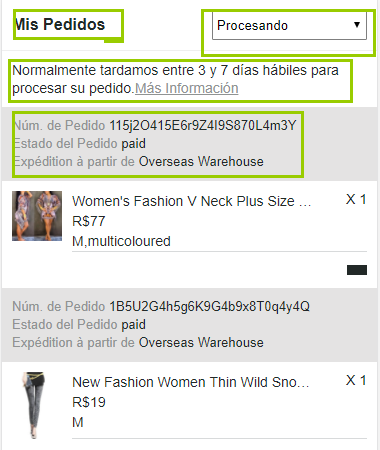 Mis Pedidos
Procesando
Normalmente tardamos entre 3 y 7 días hábiles para
procesar su pedido.Más Información
Núm. de Pedido 115j2O415E6r9Z4I9S870L4m3Y
Estado del Pedido paid
Expédition à partir de Overseas Warehouse
Women's Fashion V Neck Plus Size ...
X 1
R$77
M,multicoloured
Núm. de Pedido 1B5U2G4h5g6K9G4b9x8T0q4y4Q
Estado del Pedido paid
Expédition à partir de Overseas Warehouse
New Fashion Women Thin Wild Sno...
X 1
R$19
M